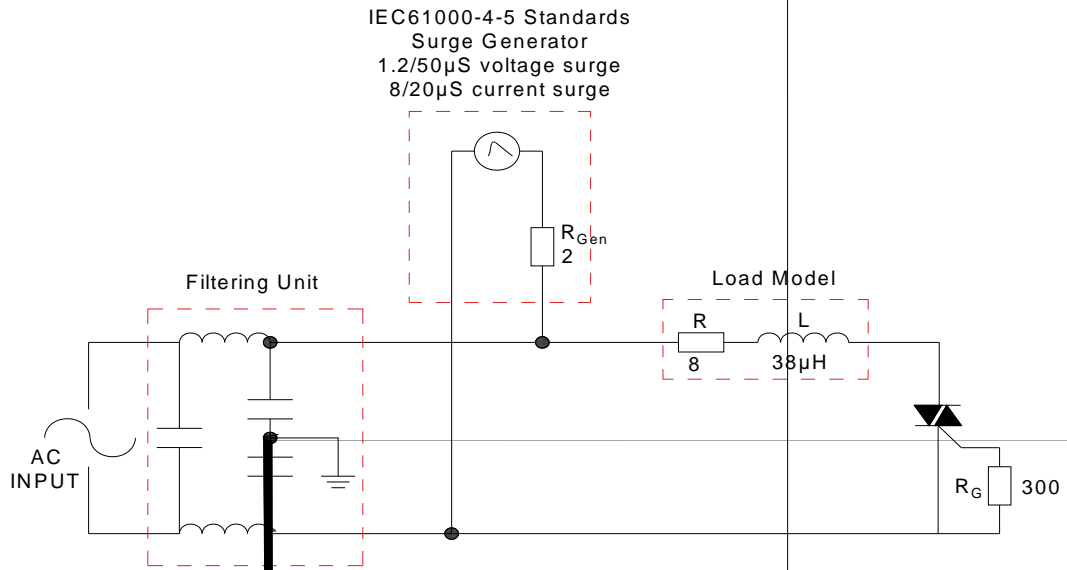 IEC61000-4-5 Standards
Surge Generator
1.2/50µS voltage surge
8/20µS current surge
RGen
2
Filtering Unit
Load Model
R
L
8
38µH
AC
INPUT
RG
300